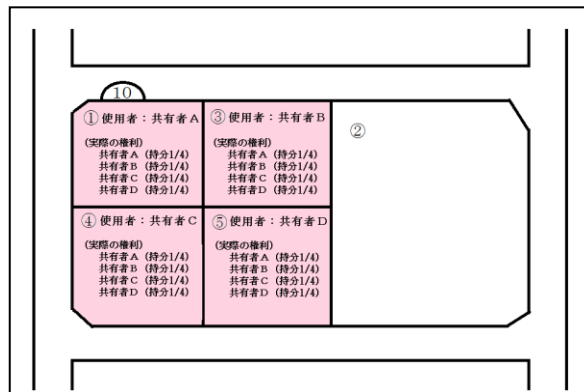 10
①使用者：共有者A
(実際の権利)
共有者A (持分1/4)
共有者B (持分1/4)
共有者C (持分1/4)
共有者D (持分1/4)
③使用者：共有者B
(実際の権利)
共有者A (持分1/4)
共有者B (持分1/4)
共有者C (持分1/4)
共有者D (持分1/4)
②
④使用者：共有者C
(実際の権利)
共有者A (持分1/4)
共有者B (持分1/4)
共有者C (持分1/4)
共有者D (持分1/4)
⑤使用者：共有者D
(実際の権利)
共有者A (持分1/4)
共有者B (持分1/4)
共有者C (持分1/4)
共有者D (持分1/4)